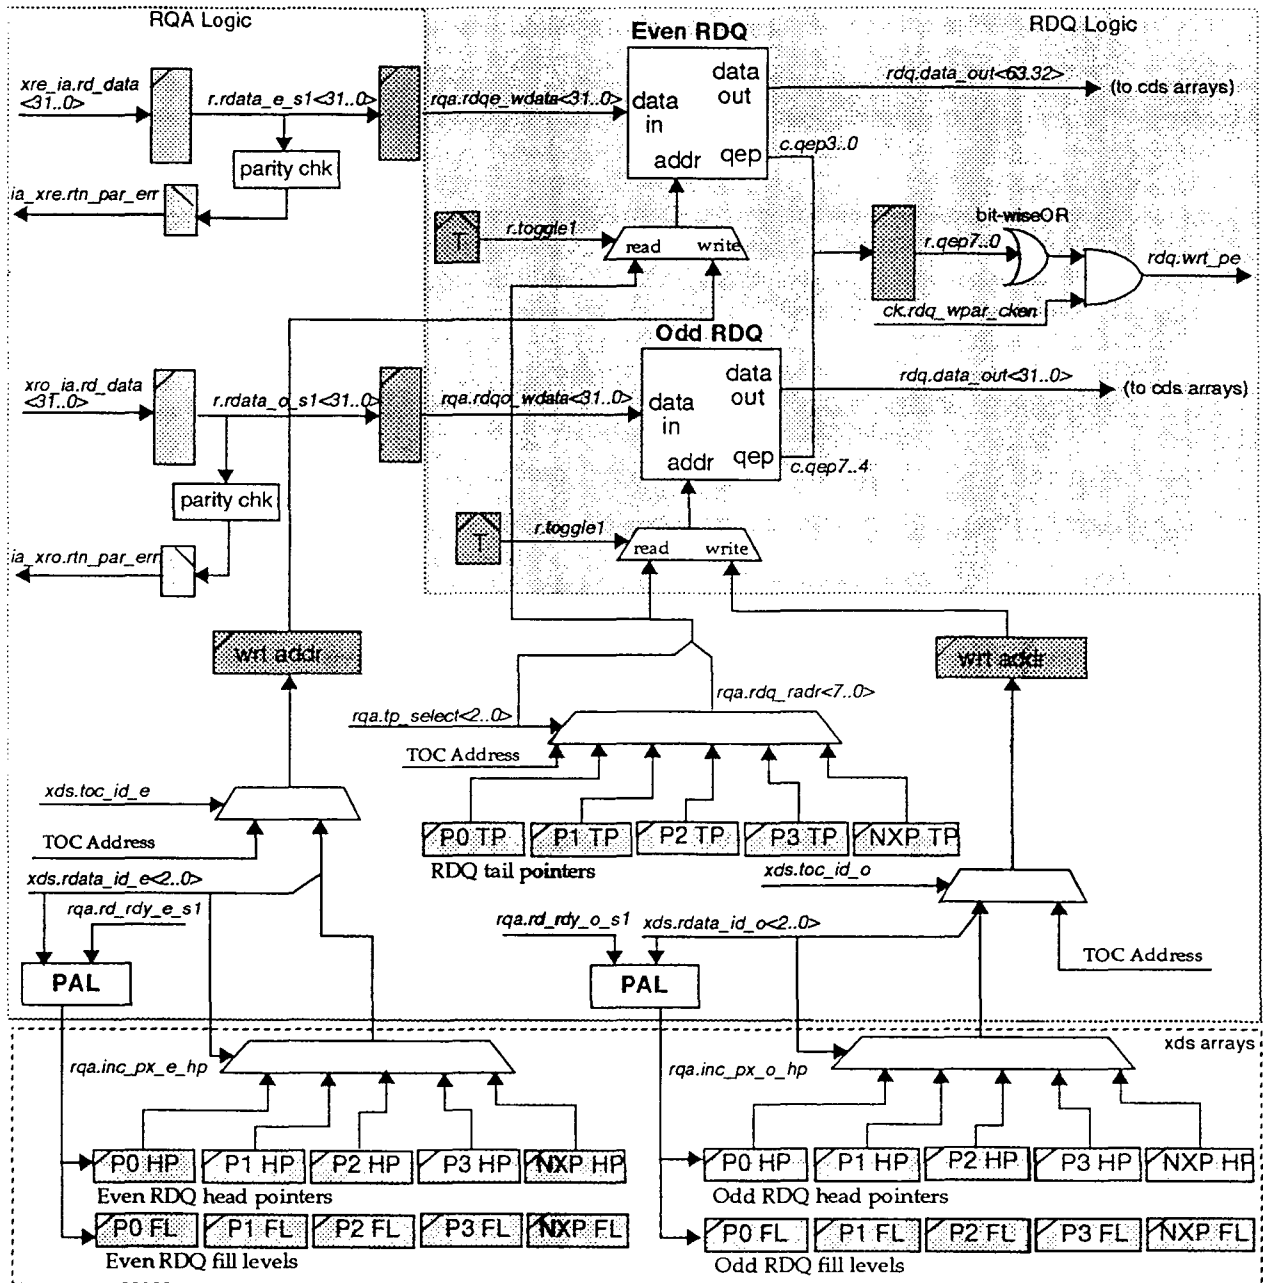 RQA Logic
RDQ Logic
Even RDQ
xre_ia.rd_data
<31..0>
r.rdata_e_s1<31..0>
rqa.rdqe_wdata<31..0>
data
in
data
out
addr
qep
rdq.data_out<63.32>
(to cds arrays)
c.qep3..0
parity chk
ia_xre.rtn_par_err
T
r.toggle1
read
write
bit-wiseOR
r.qep7..0
rdq.wrt_pe
ck.rdq_wpar_cken
Odd RDQ
xro_ia.rd_data
<31..0>
r.rdata_o_s1<31..0>
rqa.rdqo_wdata<31..0>
data
in
data
out
addr
qep
rdq.data_out<31..0>
(to cds arrays)
c.qep7..4
parity chk
ia_xro.rtn_par_err
T
r.toggle1
read
write
wrt addr
wrt addr
rqa.rdq_radr<7..0>
rqa.tp_select<2..0>
TOC Address
P0 TP
P1 TP
P2 TP
P3 TP
NXP TP
RDQ tail pointers
xds.toc_id_e
TOC Address
xds.rdata_id_e<2..0>
rqa.rd_rdy_e_s1
PAL
xds.toc_id_o
rqa.rd_rdy_o_s1
xds.rdata_id_o<2..0>
TOC Address
PAL
xds arrays
rqa.inc_px_e_hp
rqa.inc_px_o_hp
P0 HP
P1 HP
P2 HP
P3 HP
NXP HP
Even RDQ head pointers
P0 FL
P1 FL
P2 FL
P3 FL
NXP FL
Even RDQ fill levels
P0 HP
P1 HP
P2 HP
P3 HP
NXP HP
Odd RDQ head pointers
P0 FL
P1 FL
P2 FL
P3 FL
NXP FL
Odd RDQ fill levels